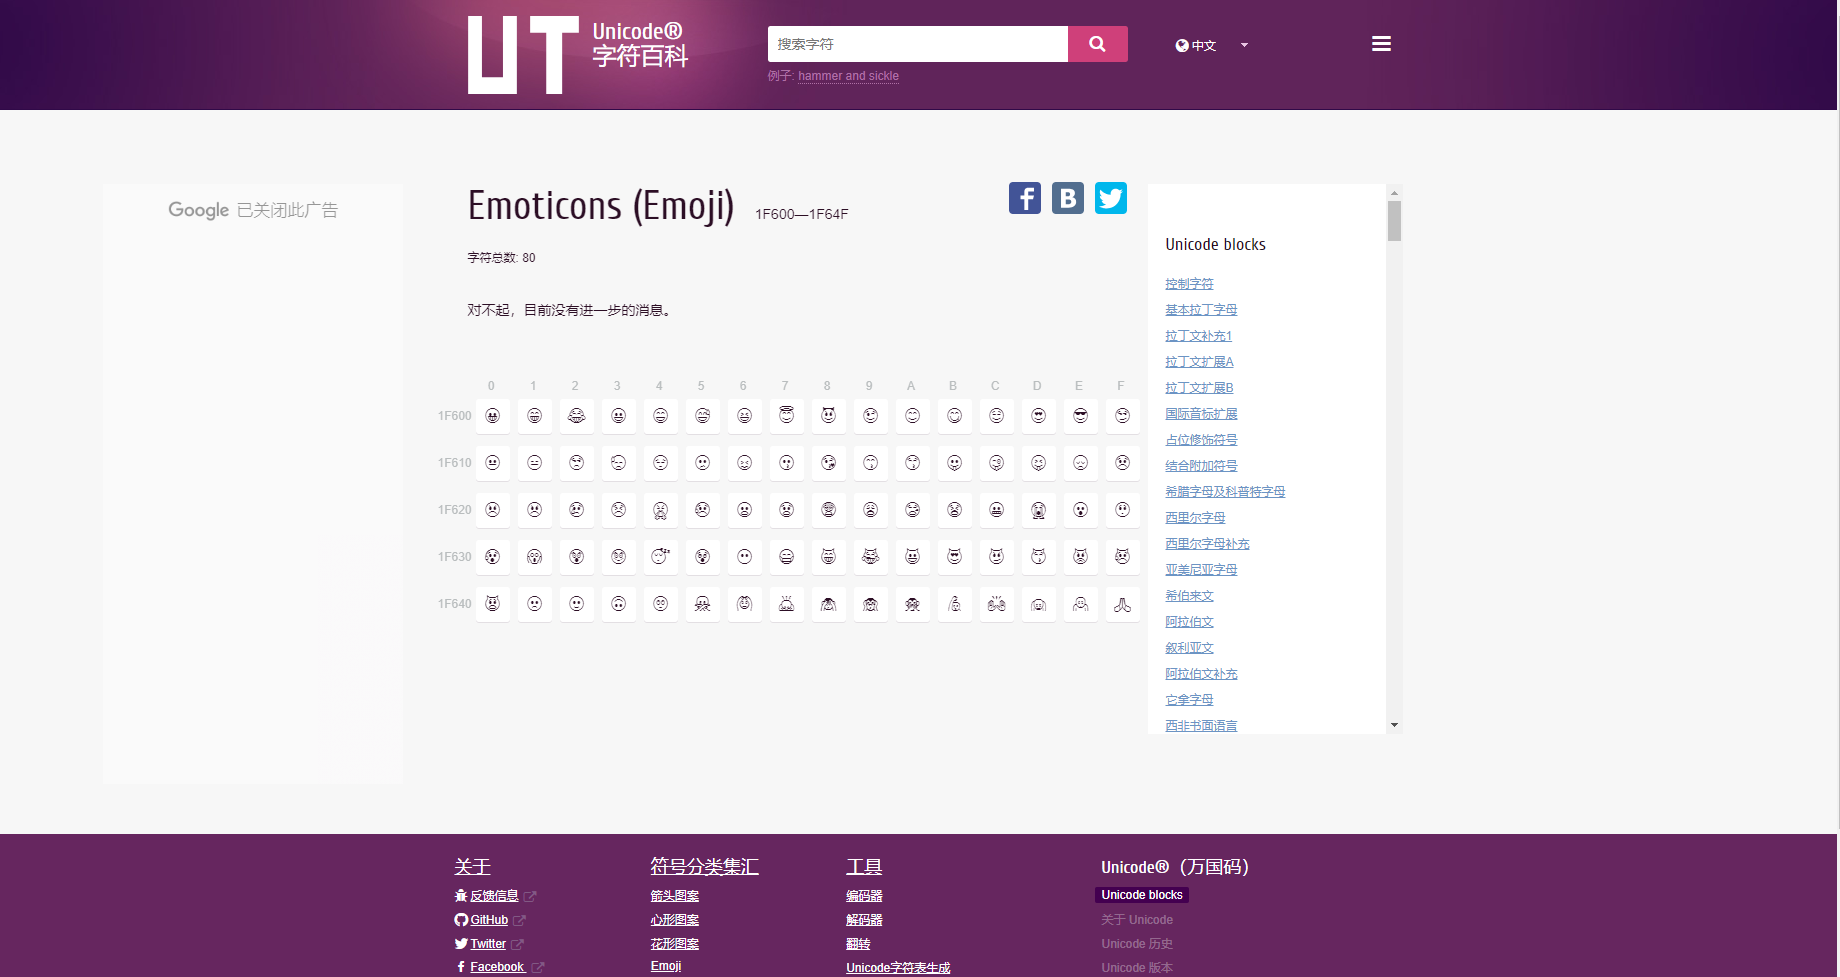 UT
Unicode®
字符百科
搜索字符
例子: hammer and sickle
中文
Google 已关闭此广告
Emoticons (Emoji) 1F600—1F64F
字符总数: 80
对不起，目前没有进一步的消息。
0 1 2 3 4 5 6 7 8 9 A B C D E F
1F600 😀 😁 😂 😃 😄 😅 😆 😇 😈 😉 😊 😋 😌 😍 😎 😏
1F610 😐 😑 😒 😓 😔 😕 😖 😗 😘 😙 😚 😛 😜 😝 😞 😟
1F620 😠 😡 😢 😣 😤 😥 😦 😧 😨 😩 😪 😫 😬 😭 😮 😯
1F630 😰 😱 😲 😳 😴 😵 😶 😷 😸 😹 😺 😻 😼 😽 😾 😿
1F640 🙀 🙁 🙂 🙃 🙄 🙅 🙆 🙇 🙈 🙉 🙊 🙋 🙌 🙍 🙎 🙏
Unicode blocks
控制字符
基本拉丁字母
拉丁文补充1
拉丁文扩展A
拉丁文扩展B
国际音标扩展
占位修饰符号
结合附加符号
希腊字母及科普特字母
西里尔字母
西里尔字母补充
亚美尼亚字母
希伯来文
阿拉伯文
叙利亚文
阿拉伯文补充
它拿字母
西非书面语言
关于
反馈信息
GitHub
Twitter
Facebook
符号分类集汇
箭头图案
心形图案
花形图案
Emoji
工具
编码器
解码器
翻转
Unicode字符表生成
Unicode®（万国码）
Unicode blocks
关于 Unicode
Unicode 历史
Unicode 版本